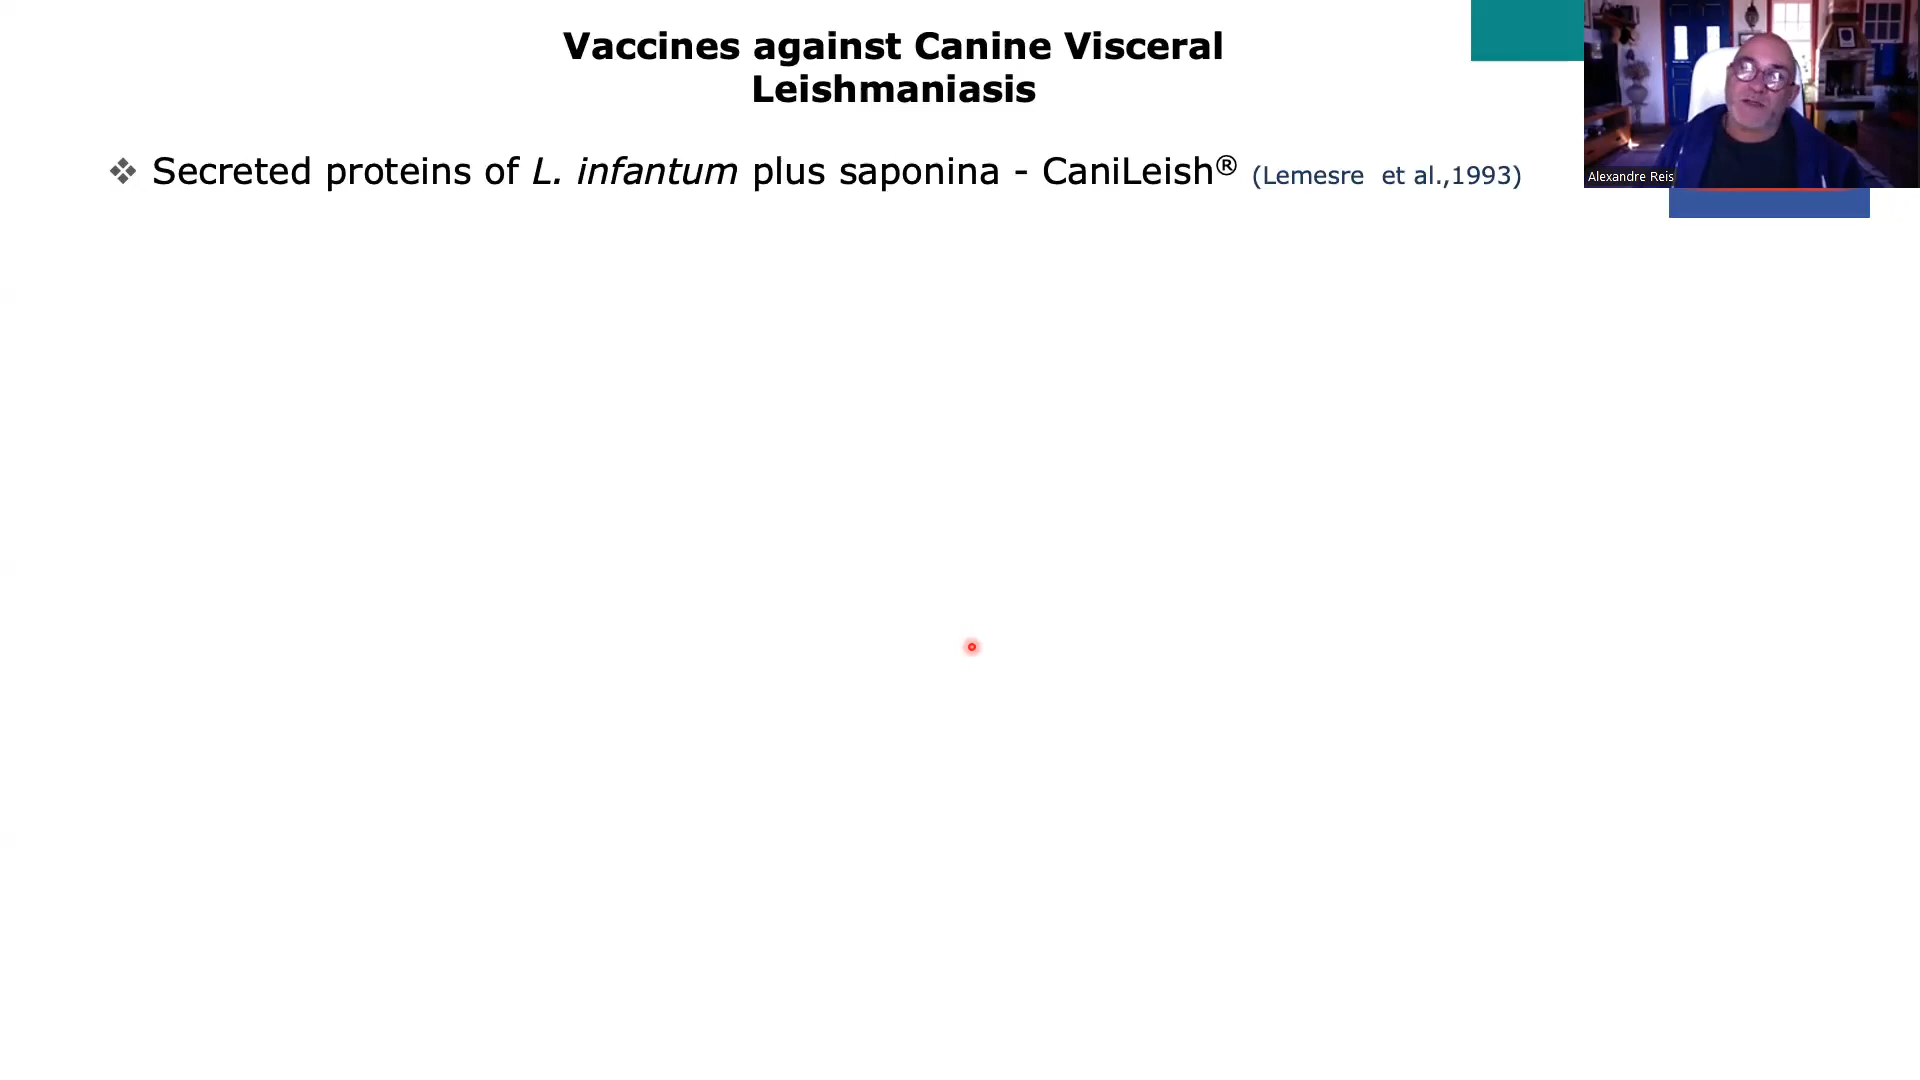 Vaccines against Canine Visceral
Leishmaniasis
❖ Secreted proteins of L. infantum plus saponina - CaniLeish® (Lemesre et al.,1993)
Alexandre Reis